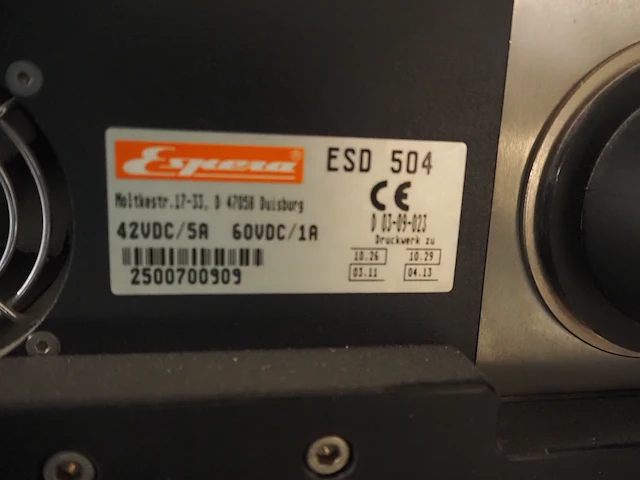 Espera ESD 504
Moltkestr.17-33, D 47058 Duisburg CE
42VDC/5A 60VDC/1A D 03-09-023
Druckwerk zu
10.26 10.29
2500700909 03.11 04.13